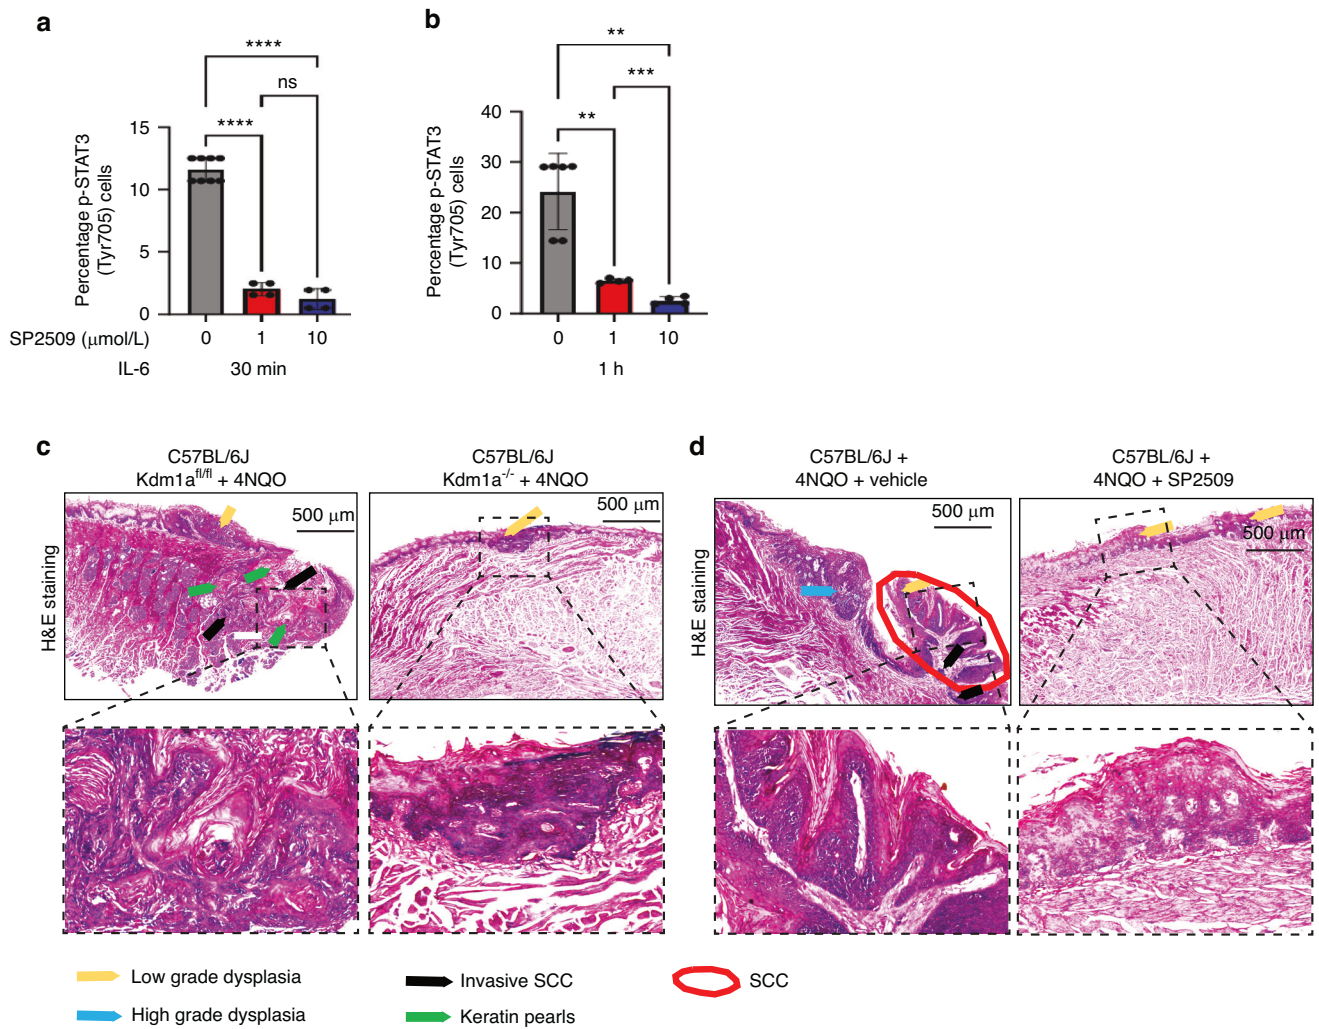 a
****
ns
****
Percentage p-STAT3
(Tyr705) cells
15
10
5
0
SP2509 (μmol/L)
0 1 10
IL-6
30 min
b
**
***
**
Percentage p-STAT3
(Tyr705) cells
40
30
20
10
0
0 1 10
1 h
c
C57BL/6J
Kdm1afl/fl + 4NQO
C57BL/6J
Kdm1a-/- + 4NQO
H&E staining
500 μm
500 μm
d
C57BL/6J +
4NQO + vehicle
C57BL/6J +
4NQO + SP2509
H&E staining
500 μm
500 μm
Low grade dysplasia
Invasive SCC
SCC
High grade dysplasia
Keratin pearls